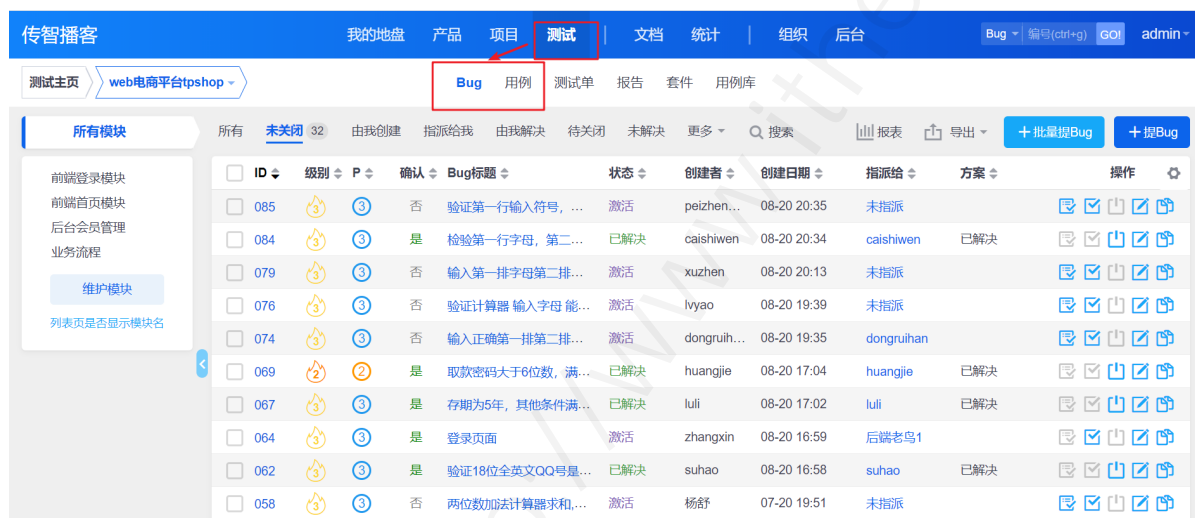 传智播客 我的地盘 产品 项目 测试 文档 统计 组织 后台 Bug 编号(ctrl+g) GO! admin
测试主页 web电商平台tpshop Bug 用例 测试单 报告 套件 用例库
所有模块 所有 未关闭 32 由我创建 指派给我 由我解决 待关闭 未解决 更多 搜索 报表 导出 +批量提Bug +提Bug
前端登录模块
前端首页模块
后台会员管理
业务流程
维护模块
列表页是否显示模块名
ID 级别 P 确认 Bug标题 状态 创建者 创建日期 指派给 方案 操作
085 3 3 否 验证第一行输入符号，... 激活 peizhen... 08-20 20:35 未指派
084 3 3 是 检验第一行字母，第二... 已解决 caishiwen 08-20 20:34 caishiwen 已解决
079 3 3 否 输入第一排字母第二排... 激活 xuzhen 08-20 20:13 未指派
076 3 3 否 验证计算器 输入字母 能... 激活 lvyao 08-20 19:39 未指派
074 3 3 否 输入正确第一排第二排... 激活 dongruih... 08-20 19:35 dongruihan
069 2 2 是 取款密码大于6位数，满... 已解决 huangjie 08-20 17:04 huangjie 已解决
067 3 3 是 存期为5年，其他条件满... 已解决 luli 08-20 17:02 luli 已解决
064 3 3 是 登录页面 激活 zhangxin 08-20 16:59 后端老鸟1
062 3 3 是 验证18位全英文QQ号是... 已解决 suhao 08-20 16:58 suhao 已解决
058 3 3 否 两位数加法计算器求和,... 激活 杨舒 07-20 19:51 未指派